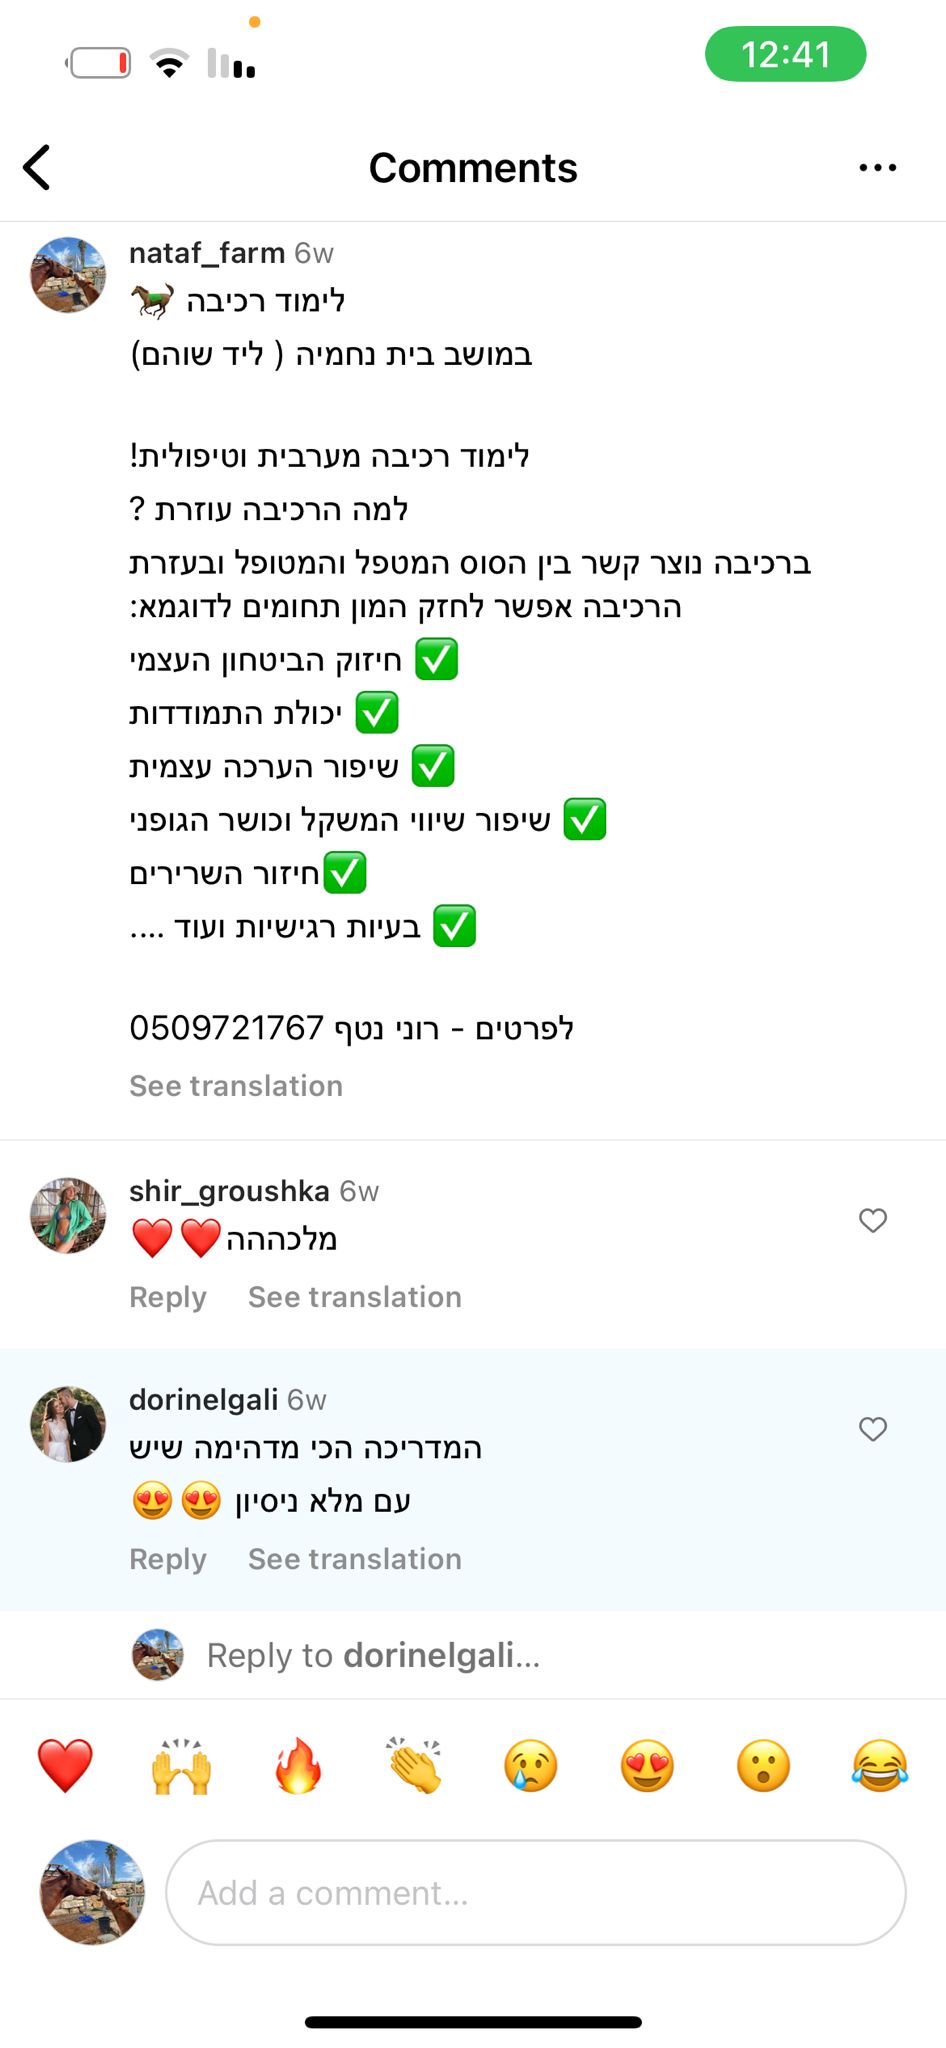 12:41
Comments
nataf_farm 6w
לימוד רכיבה 🐎
במושב בית נחמיה ( ליד שוהם)
לימוד רכיבה מערבית וטיפולית!
למה הרכיבה עוזרת ?
ברכיבה נוצר קשר בין הסוס המטפל והמטופל ובעזרת
הרכיבה אפשר לחזק המון תחומים לדוגמא:
✅ חיזוק הביטחון העצמי
✅ יכולת התמודדות
✅ שיפור הערכה עצמית
✅ שיפור שיווי המשקל וכושר הגופני
✅חיזור השרירים
✅ בעיות רגישיות ועוד ....
לפרטים - רוני נטף 0509721767
See translation
shir_groushka 6w
מלכהההה❤️❤️
Reply See translation
dorinelgali 6w
המדריכה הכי מדהימה שיש
עם מלא ניסיון 😍😍
Reply See translation
Reply to dorinelgali...
❤️ 🙌 🔥 👏 😢 😍 😮 😂
Add a comment...